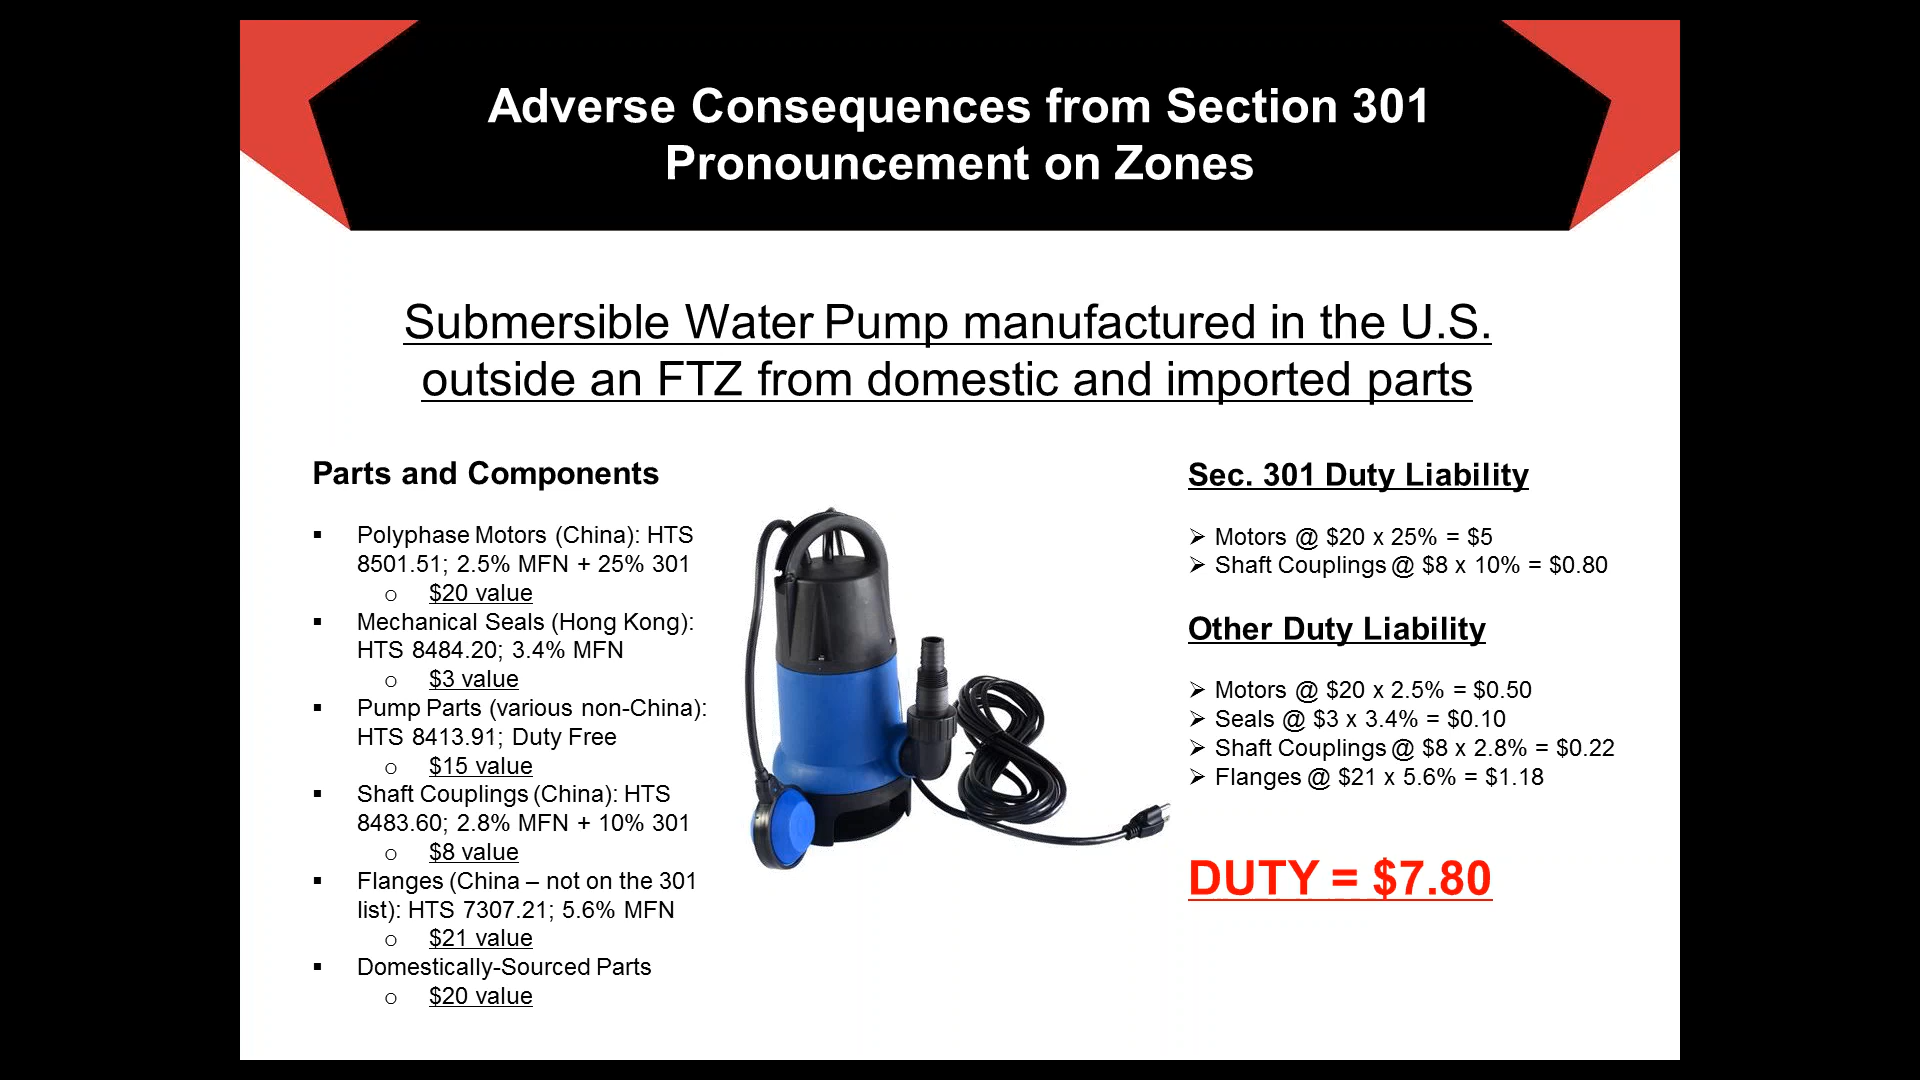 Adverse Consequences from Section 301
Pronouncement on Zones
Submersible Water Pump manufactured in the U.S.
outside an FTZ from domestic and imported parts
Parts and Components
▪ Polyphase Motors (China): HTS
8501.51; 2.5% MFN + 25% 301
o $20 value
▪ Mechanical Seals (Hong Kong):
HTS 8484.20; 3.4% MFN
o $3 value
▪ Pump Parts (various non-China):
HTS 8413.91; Duty Free
o $15 value
▪ Shaft Couplings (China): HTS
8483.60; 2.8% MFN + 10% 301
o $8 value
▪ Flanges (China – not on the 301
list): HTS 7307.21; 5.6% MFN
o $21 value
▪ Domestically-Sourced Parts
o $20 value
Sec. 301 Duty Liability
➢ Motors @ $20 x 25% = $5
➢ Shaft Couplings @ $8 x 10% = $0.80
Other Duty Liability
➢ Motors @ $20 x 2.5% = $0.50
➢ Seals @ $3 x 3.4% = $0.10
➢ Shaft Couplings @ $8 x 2.8% = $0.22
➢ Flanges @ $21 x 5.6% = $1.18
DUTY = $7.80